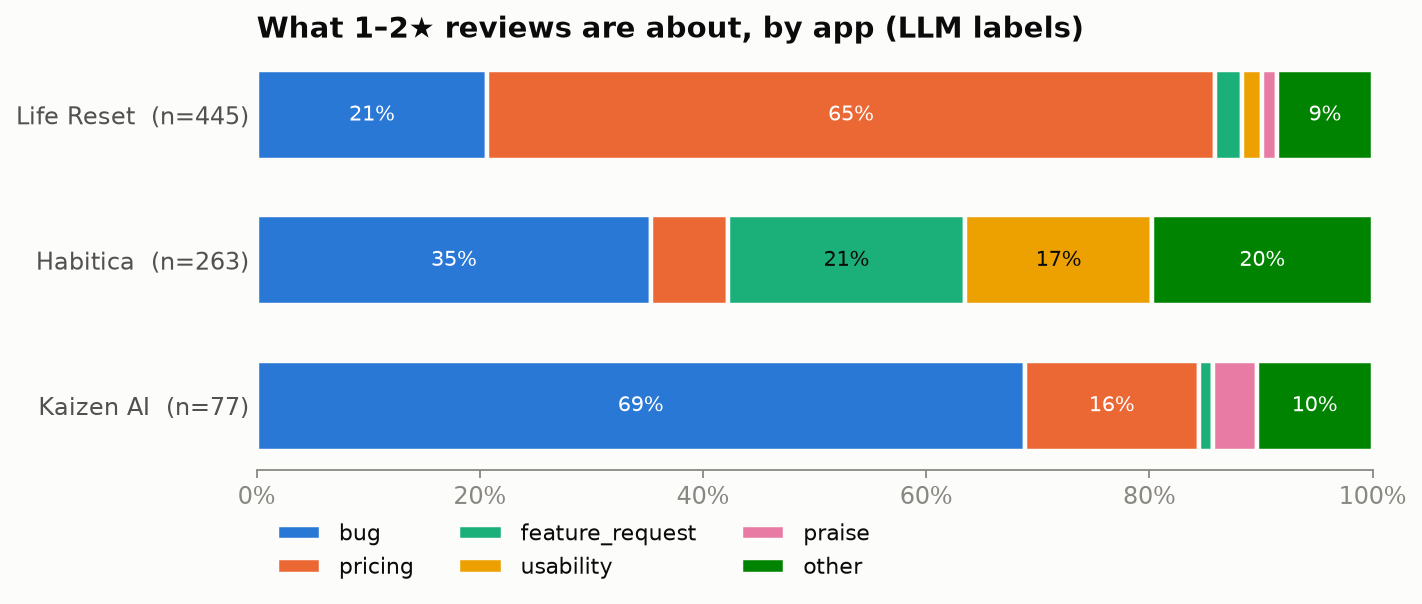 What 1–2★ reviews are about, by app (LLM labels)
Life Reset (n=445)
21%
65%
9%
Habitica (n=263)
35%
21%
17%
20%
Kaizen AI (n=77)
69%
16%
10%
0%
20%
40%
60%
80%
100%
bug
feature_request
praise
pricing
usability
other